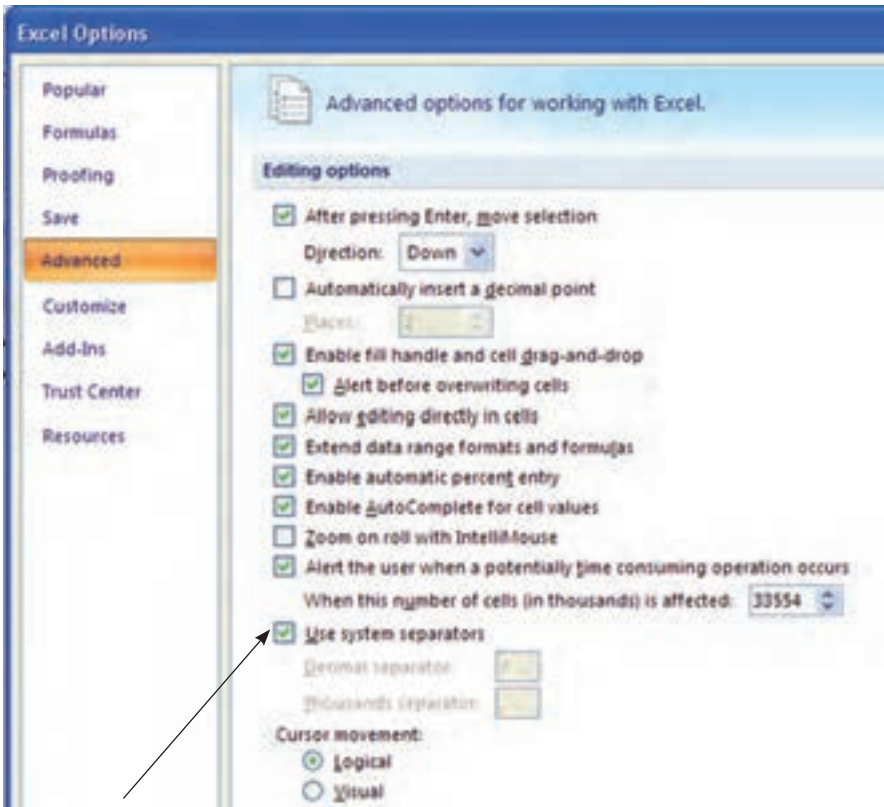 Excel Options
Popular
Formulas
Proofing
Save
Advanced
Customize
Add-Ins
Trust Center
Resources
Advanced options for working with Excel.
Editing options
After pressing Enter, move selection
Direction: Down
Automatically insert a decimal point
Places:
Enable fill handle and cell drag-and-drop
Alert before overwriting cells
Allow editing directly in cells
Extend data range formats and formulas
Enable automatic percent entry
Enable AutoComplete for cell values
Zoom on roll with IntelliMouse
Alert the user when a potentially time consuming operation occurs
When this number of cells (in thousands) is affected: 33554
Use system separators
Decimal separator:
Thousands separator:
Cursor movement:
Logical
Visual